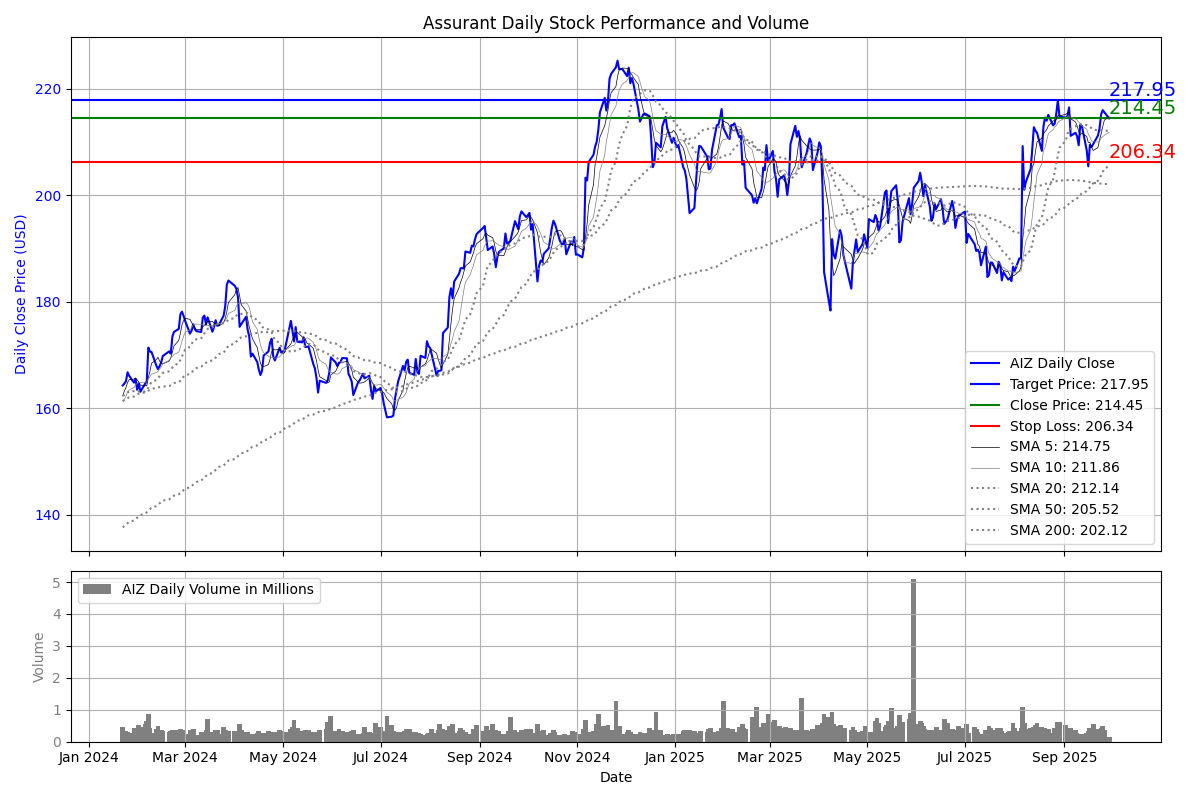 Assurant Daily Stock Performance and Volume
Daily Close Price (USD)
220
200
180
160
140
217.95
214.45
206.34
AIZ Daily Close
Target Price: 217.95
Close Price: 214.45
Stop Loss: 206.34
SMA 5: 214.75
SMA 10: 211.86
SMA 20: 212.14
SMA 50: 205.52
SMA 200: 202.12
Volume
5
4
3
2
1
0
AIZ Daily Volume in Millions
Jan 2024 Mar 2024 May 2024 Jul 2024 Sep 2024 Nov 2024 Jan 2025 Mar 2025 May 2025 Jul 2025 Sep 2025
Date